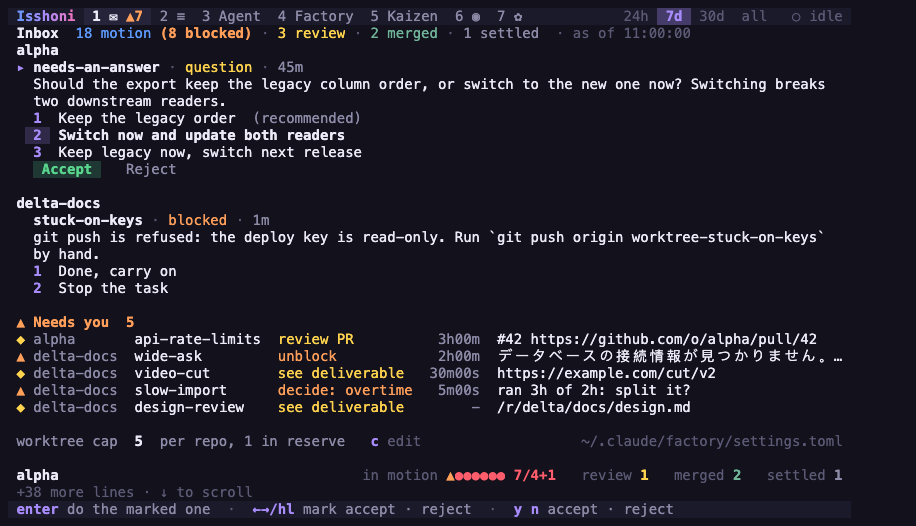 Isshoni 1 ✉ ▲7 2 ≡ 3 Agent 4 Factory 5 Kaizen 6 ◉ 7 ✿ 24h 7d 30d all ○ idle
Inbox 18 motion (8 blocked) · 3 review · 2 merged · 1 settled · as of 11:00:00
alpha
▸ needs-an-answer · question · 45m
Should the export keep the legacy column order, or switch to the new one now? Switching breaks
two downstream readers.
1 Keep the legacy order (recommended)
2 Switch now and update both readers
3 Keep legacy now, switch next release
Accept Reject
delta-docs
stuck-on-keys · blocked · 1m
git push is refused: the deploy key is read-only. Run `git push origin worktree-stuck-on-keys`
by hand.
1 Done, carry on
2 Stop the task
▲ Needs you 5
◆ alpha api-rate-limits review PR 3h00m #42 https://github.com/o/alpha/pull/42
▲ delta-docs wide-ask unblock 2h00m データベースの接続情報が見つかりません。…
◆ delta-docs video-cut see deliverable 30m00s https://example.com/cut/v2
▲ delta-docs slow-import decide: overtime 5m00s ran 3h of 2h: split it?
◆ delta-docs design-review see deliverable – /r/delta/docs/design.md
worktree cap 5 per repo, 1 in reserve c edit ~/.claude/factory/settings.toml
alpha in motion ▲●●●●●● 7/4+1 review 1 merged 2 settled 1
+38 more lines · ↓ to scroll
enter do the marked one · ←→/hl mark accept · reject · y n accept · reject